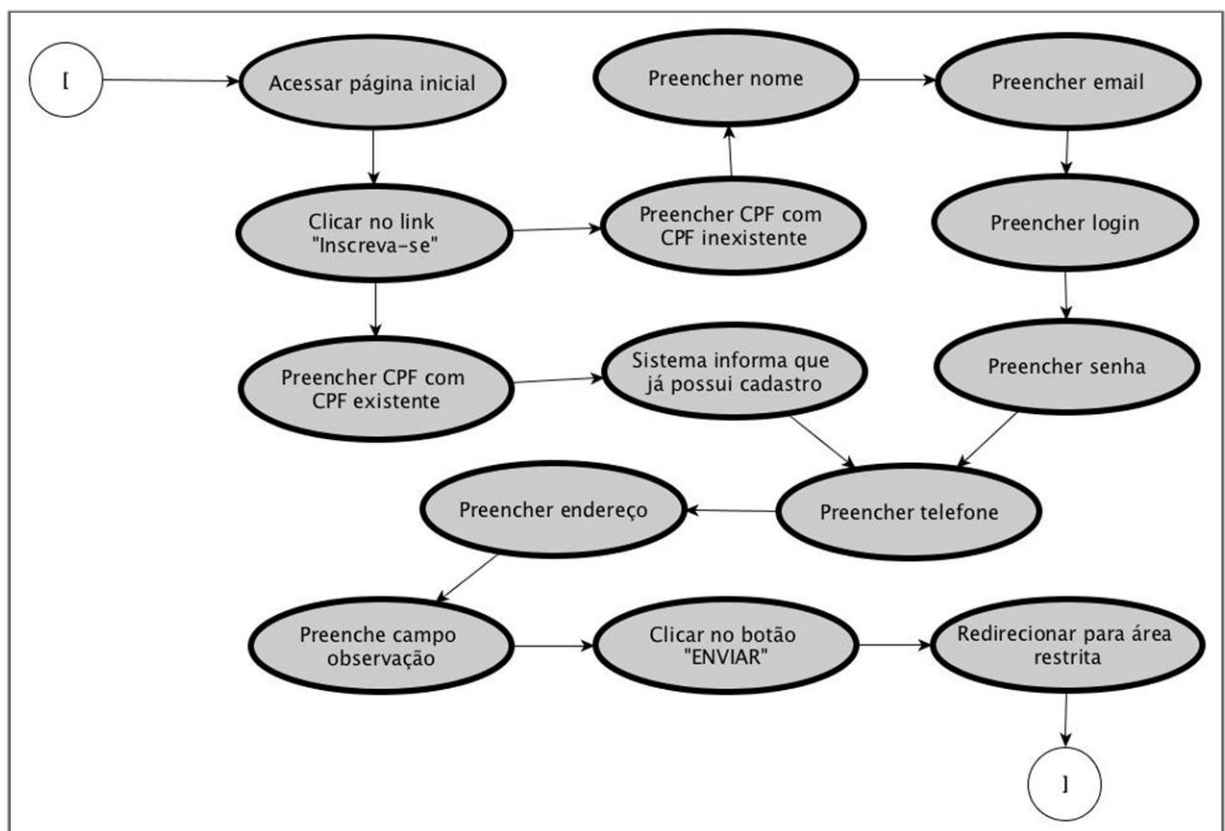 [
Acessar página inicial
Preencher nome
Preencher email
Clicar no link
"Inscreva-se"
Preencher CPF com
CPF inexistente
Preencher login
Preencher CPF com
CPF existente
Sistema informa que
já possui cadastro
Preencher senha
Preencher endereço
Preencher telefone
Preenche campo
observação
Clicar no botão
"ENVIAR"
Redirecionar para área
restrita
]